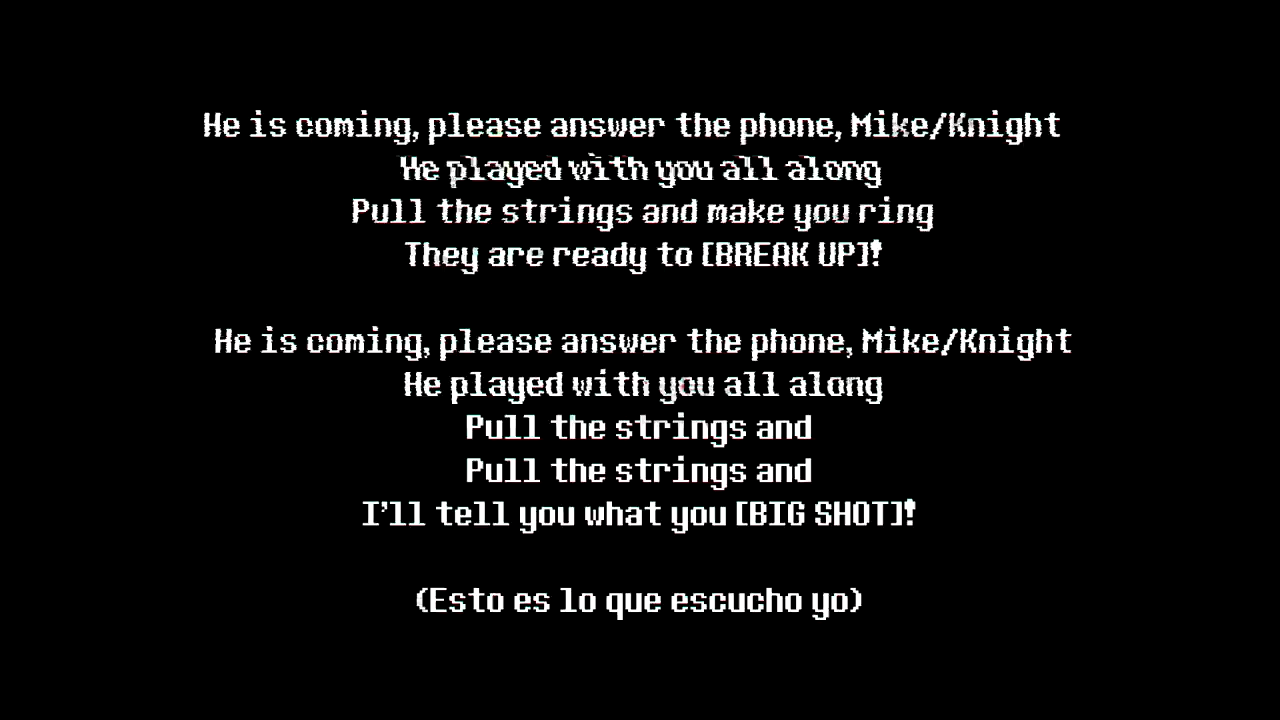 He is coming, please answer the phone, Mike/Knight
He played with you all along
Pull the strings and make you ring
They are ready to [BREAK UP]!
He is coming, please answer the phone, Mike/Knight
He played with you all along
Pull the strings and
Pull the strings and
I'll tell you what you [BIG SHOT]!
(Esto es lo que escucho yo)